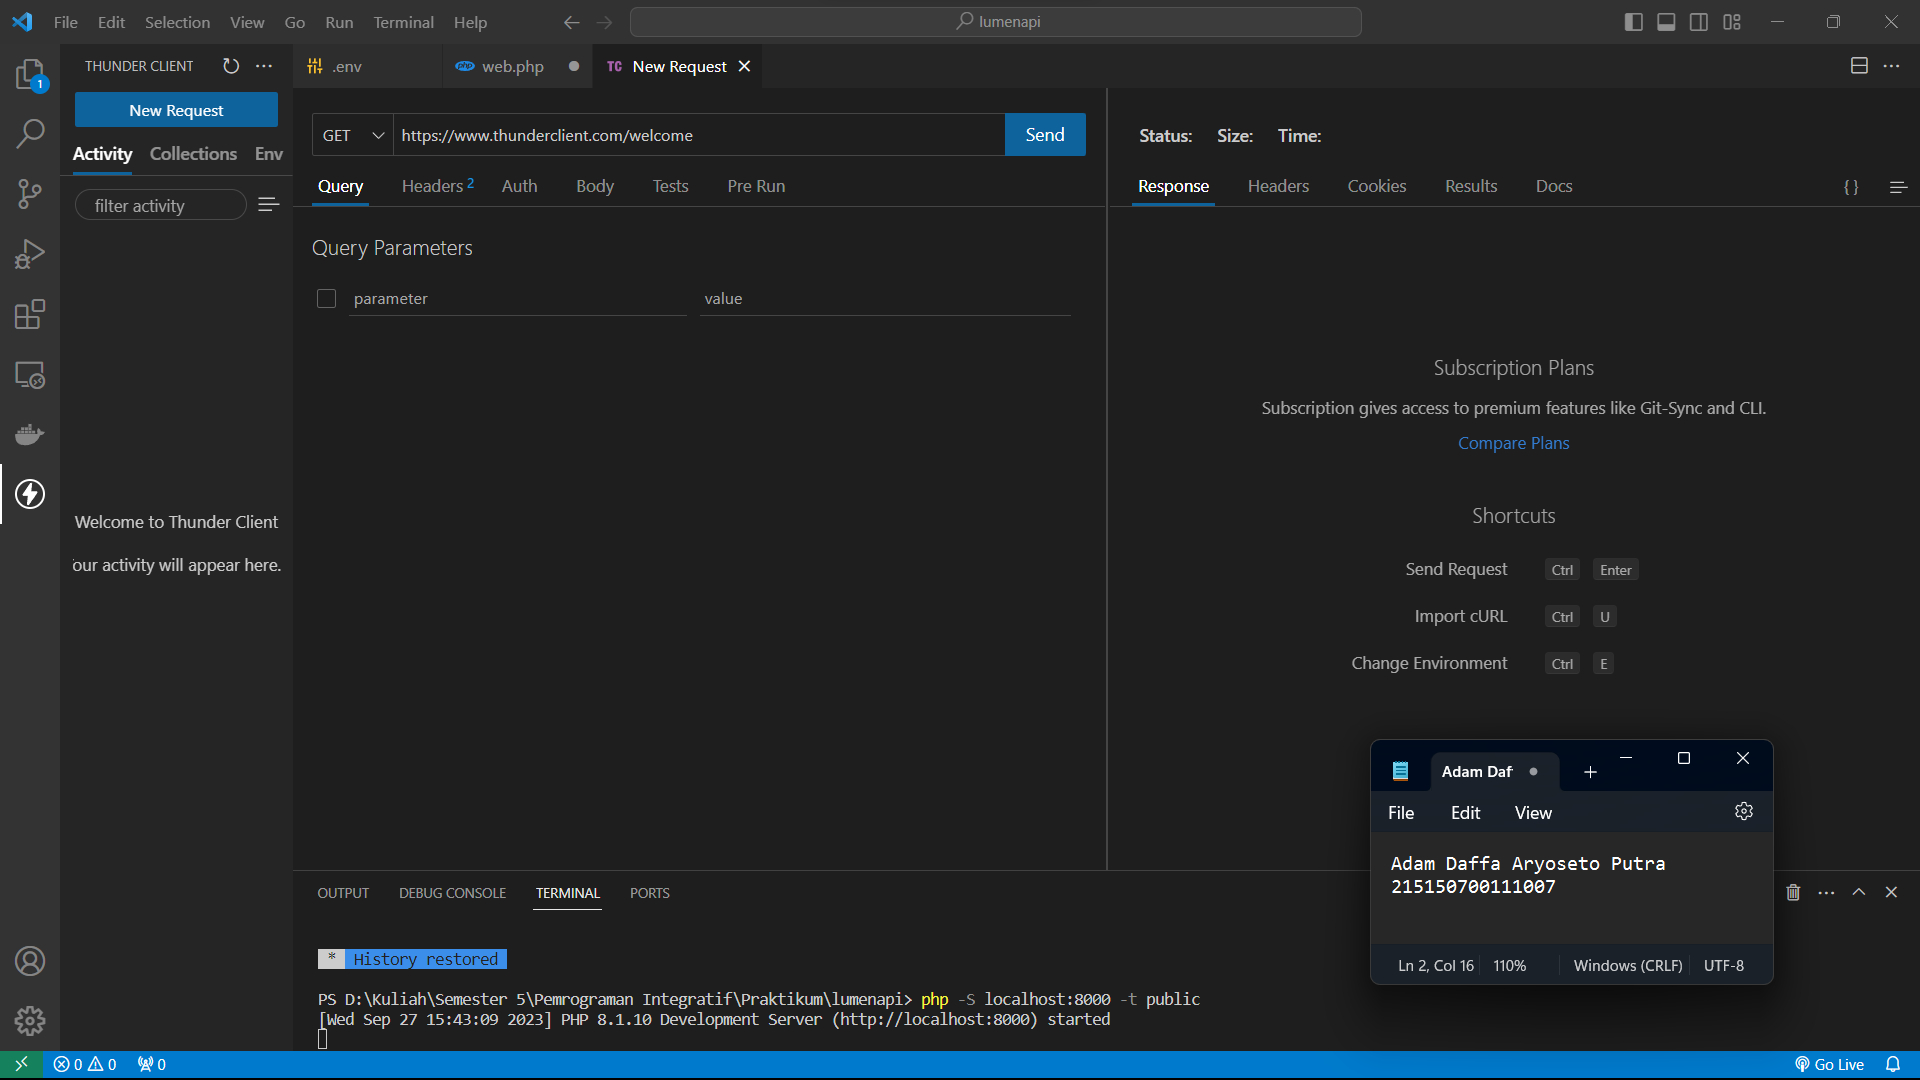 File Edit Selection View Go Run Terminal Help
lumenapi
THUNDER CLIENT
.env
web.php
TC New Request
1
New Request
Activity Collections Env
filter activity
Welcome to Thunder Client
our activity will appear here.
GET https://www.thunderclient.com/welcome Send
Query Headers 2 Auth Body Tests Pre Run
Query Parameters
parameter value
Status: Size: Time:
Response Headers Cookies Results Docs { }
Subscription Plans
Subscription gives access to premium features like Git-Sync and CLI.
Compare Plans
Shortcuts
Send Request Ctrl Enter
Import cURL Ctrl U
Change Environment Ctrl E
OUTPUT DEBUG CONSOLE TERMINAL PORTS
* History restored
PS D:\Kuliah\Semester 5\Pemrograman Integratif\Praktikum\lumenapi> php -S localhost:8000 -t public
[Wed Sep 27 15:43:09 2023] PHP 8.1.10 Development Server (http://localhost:8000) started
Adam Daf
File Edit View
Adam Daffa Aryoseto Putra
215150700111007
Ln 2, Col 16 110% Windows (CRLF) UTF-8
0 0 0 Go Live